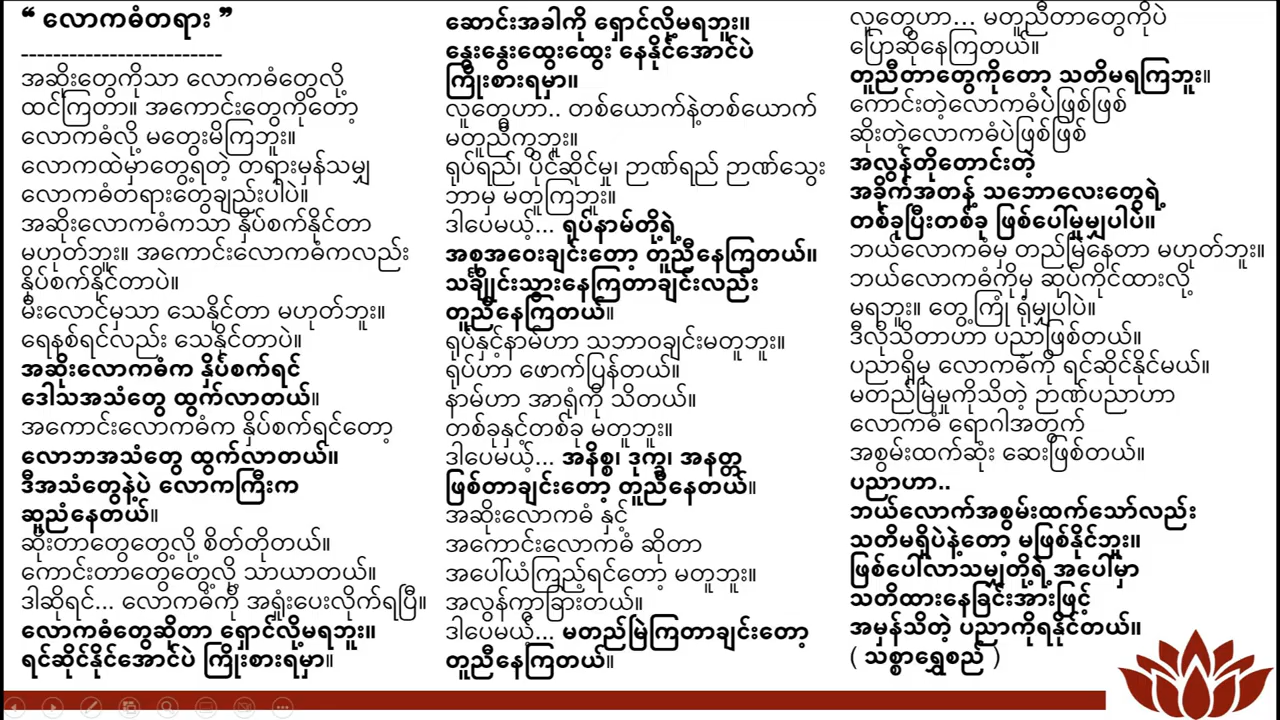 “ လောကဓံတရား ”
-------------------------
အဆိုးတွေကိုသာ လောကဓံတွေလို့
ထင်ကြတာ။ အကောင်းတွေကိုတော့
လောကဓံလို့ မတွေးမိကြဘူး။
လောကထဲမှာတွေ့ရတဲ့ တရားမှန်သမျှ
လောကဓံတရားတွေချည်းပါပဲ။
အဆိုးလောကဓံကသာ နှိပ်စက်နိုင်တာ
မဟုတ်ဘူး။ အကောင်းလောကဓံကလည်း
နှိပ်စက်နိုင်တာပဲ။
မီးလောင်မှသာ သေနိုင်တာ မဟုတ်ဘူး။
ရေနစ်ရင်လည်း သေနိုင်တာပဲ။
အဆိုးလောကဓံက နှိပ်စက်ရင်
ဒေါသအသံတွေ ထွက်လာတယ်။
အကောင်းလောကဓံက နှိပ်စက်ရင်တော့
လောဘအသံတွေ ထွက်လာတယ်။
ဒီအသံတွေနဲ့ပဲ လောကကြီးက
ဆူညံနေတယ်။
ဆိုးတာတွေတွေ့လို့ စိတ်တိုတယ်။
ကောင်းတာတွေတွေ့လို့ သာယာတယ်။
ဒါဆိုရင်... လောကဓံကို အရှုံးပေးလိုက်ရပြီ။
လောကဓံတွေဆိုတာ ရှောင်လို့မရဘူး။
ရင်ဆိုင်နိုင်အောင်ပဲ ကြိုးစားရမှာ။
ဆောင်းအခါကို ရှောင်လို့မရဘူး။
နွေးနွေးထွေးထွေး နေနိုင်အောင်ပဲ
ကြိုးစားရမှာ။
လူတွေဟာ.. တစ်ယောက်နဲ့တစ်ယောက်
မတူညီကြဘူး။
ရုပ်ရည်၊ ပိုင်ဆိုင်မှု၊ ဉာဏ်ရည် ဉာဏ်သွေး
ဘာမှ မတူကြဘူး။
ဒါပေမယ့်... ရုပ်နာမ်တို့ရဲ့
အစုအဝေးချင်းတော့ တူညီနေကြတယ်။
သင်္ချိုင်းသွားနေကြတာချင်းလည်း
တူညီနေကြတယ်။
ရုပ်နှင့်နာမ်ဟာ သဘာဝချင်းမတူဘူး။
ရုပ်ဟာ ဖောက်ပြန်တယ်။
နာမ်ဟာ အာရုံကို သိတယ်။
တစ်ခုနှင့်တစ်ခု မတူဘူး။
ဒါပေမယ့်... အနိစ္စ၊ ဒုက္ခ၊ အနတ္တ
ဖြစ်တာချင်းတော့ တူညီနေတယ်။
အဆိုးလောကဓံ နှင့်
အကောင်းလောကဓံ ဆိုတာ
အပေါ်ယံကြည့်ရင်တော့ မတူဘူး။
အလွန်ကွာခြားတယ်။
ဒါပေမယ့်... မတည်မြဲကြတာချင်းတော့
တူညီနေကြတယ်။
လူတွေဟာ... မတူညီတာတွေကိုပဲ
ပြောဆိုနေကြတယ်။
တူညီတာတွေကိုတော့ သတိမရကြဘူး။
ကောင်းတဲ့လောကဓံပဲဖြစ်ဖြစ်
ဆိုးတဲ့လောကဓံပဲဖြစ်ဖြစ်
အလွန်တိုတောင်းတဲ့
အခိုက်အတန့် သဘောလေးတွေရဲ့
တစ်ခုပြီးတစ်ခု ဖြစ်ပေါ်မှုမျှပါပဲ။
ဘယ်လောကဓံမှ တည်မြဲနေတာ မဟုတ်ဘူး။
ဘယ်လောကဓံကိုမှ ဆုပ်ကိုင်ထားလို့
မရဘူး။ တွေ့ကြုံ ရုံမျှပါပဲ။
ဒီလိုသိတာဟာ ပညာဖြစ်တယ်။
ပညာရှိမှ လောကဓံကို ရင်ဆိုင်နိုင်မယ်။
မတည်မြဲမှုကိုသိတဲ့ ဉာဏ်ပညာဟာ
လောကဓံ ရောဂါအတွက်
အစွမ်းထက်ဆုံး ဆေးဖြစ်တယ်။
ပညာဟာ..
ဘယ်လောက်အစွမ်းထက်သော်လည်း
သတိမရှိပဲနဲ့တော့ မဖြစ်နိုင်ဘူး။
ဖြစ်ပေါ်လာသမျှတို့ရဲ့ အပေါ်မှာ
သတိထားနေခြင်းအားဖြင့်
အမှန်သိတဲ့ ပညာကိုရနိုင်တယ်။
( သစ္စာရွှေစည် )